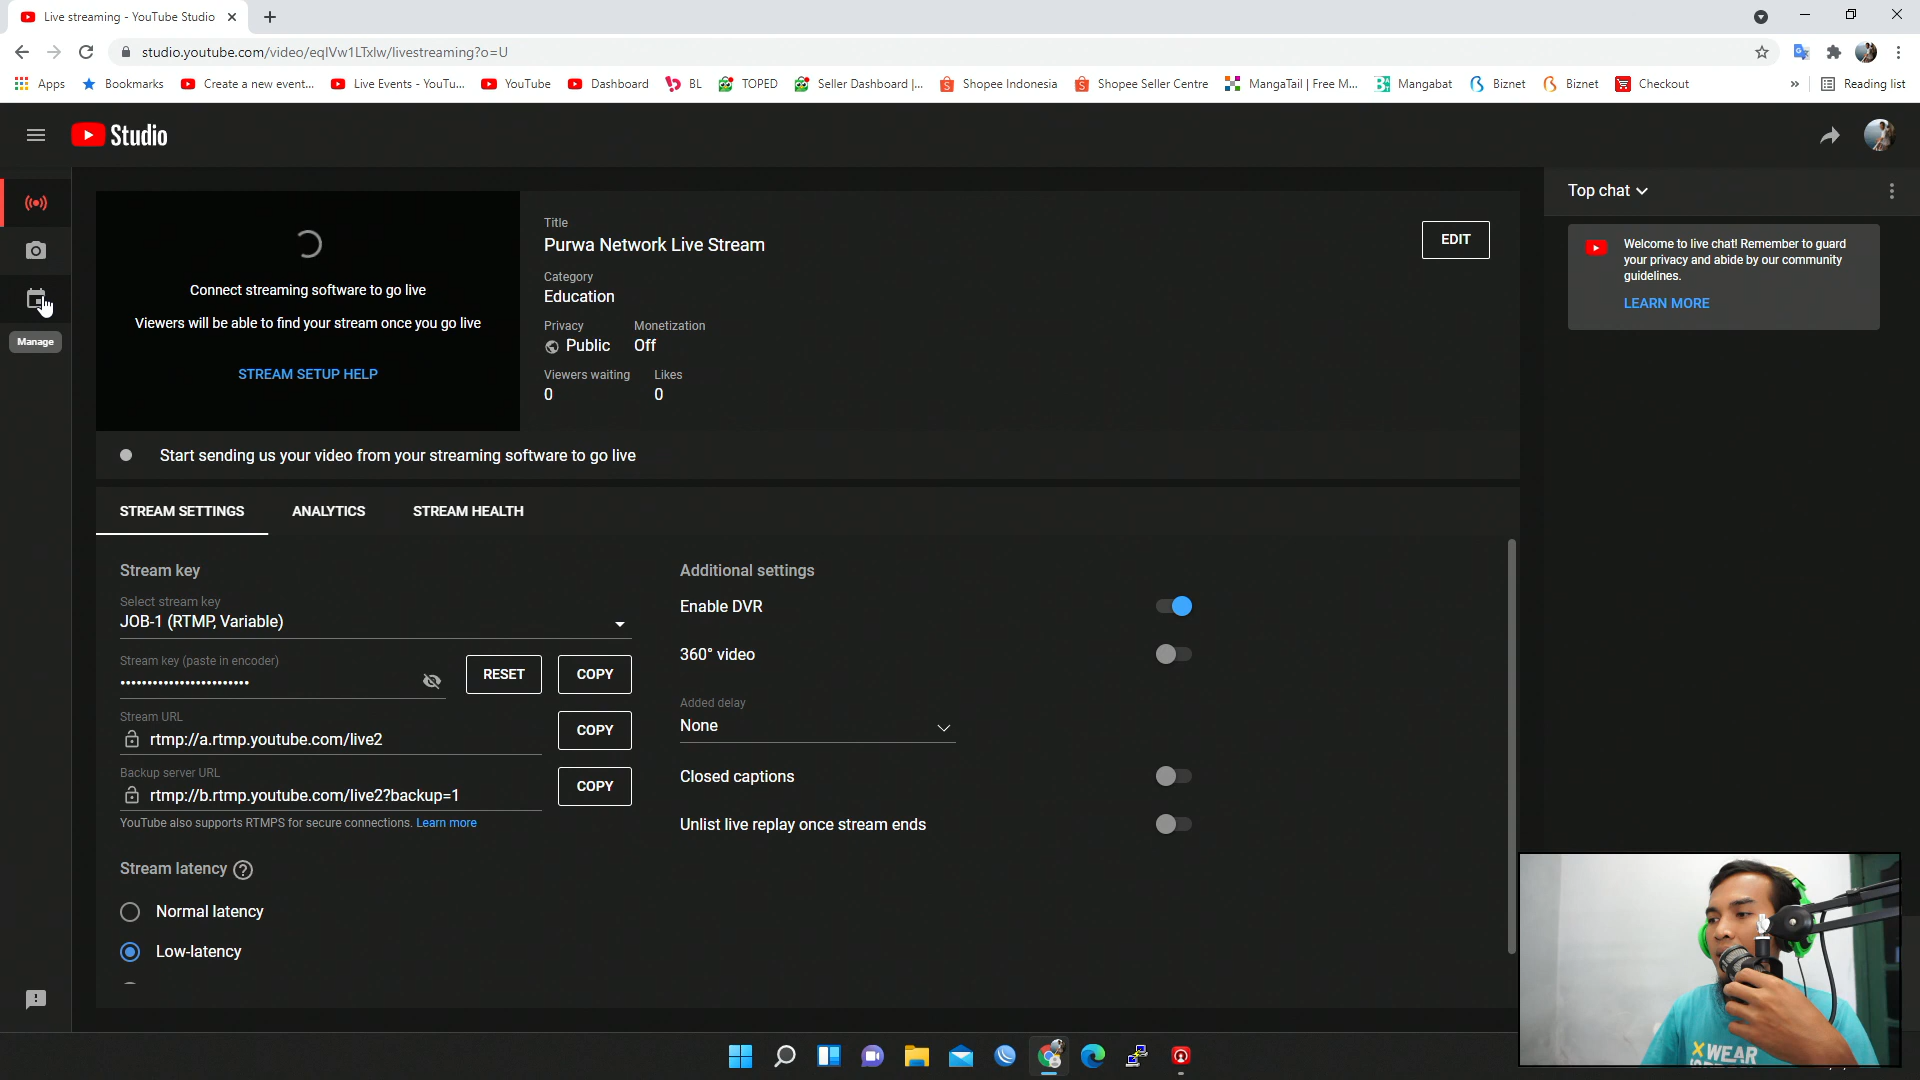 Live streaming - YouTube Studio
studio.youtube.com/video/eqlVw1LTxlw/livestreaming?o=U
Apps
Bookmarks
Create a new event...
Live Events - YouTu...
YouTube
Dashboard
BL
TOPED
Seller Dashboard |...
Shopee Indonesia
Shopee Seller Centre
MangaTail | Free M...
Mangabat
Biznet
Biznet
Checkout
»
Reading list
Studio
Manage
Connect streaming software to go live
Viewers will be able to find your stream once you go live
STREAM SETUP HELP
Title
Purwa Network Live Stream
EDIT
Category
Education
Privacy Monetization
Public Off
Viewers waiting Likes
0 0
Start sending us your video from your streaming software to go live
STREAM SETTINGS ANALYTICS STREAM HEALTH
Stream key
Select stream key
JOB-1 (RTMP, Variable)
Stream key (paste in encoder)
••••••••••••••••••••••••
RESET
COPY
Stream URL
rtmp://a.rtmp.youtube.com/live2
COPY
Backup server URL
rtmp://b.rtmp.youtube.com/live2?backup=1
COPY
YouTube also supports RTMPS for secure connections. Learn more
Stream latency
Normal latency
Low-latency
Additional settings
Enable DVR
360° video
Added delay
None
Closed captions
Unlist live replay once stream ends
Top chat
Welcome to live chat! Remember to guard
your privacy and abide by our community
guidelines.
LEARN MORE
XWEAR